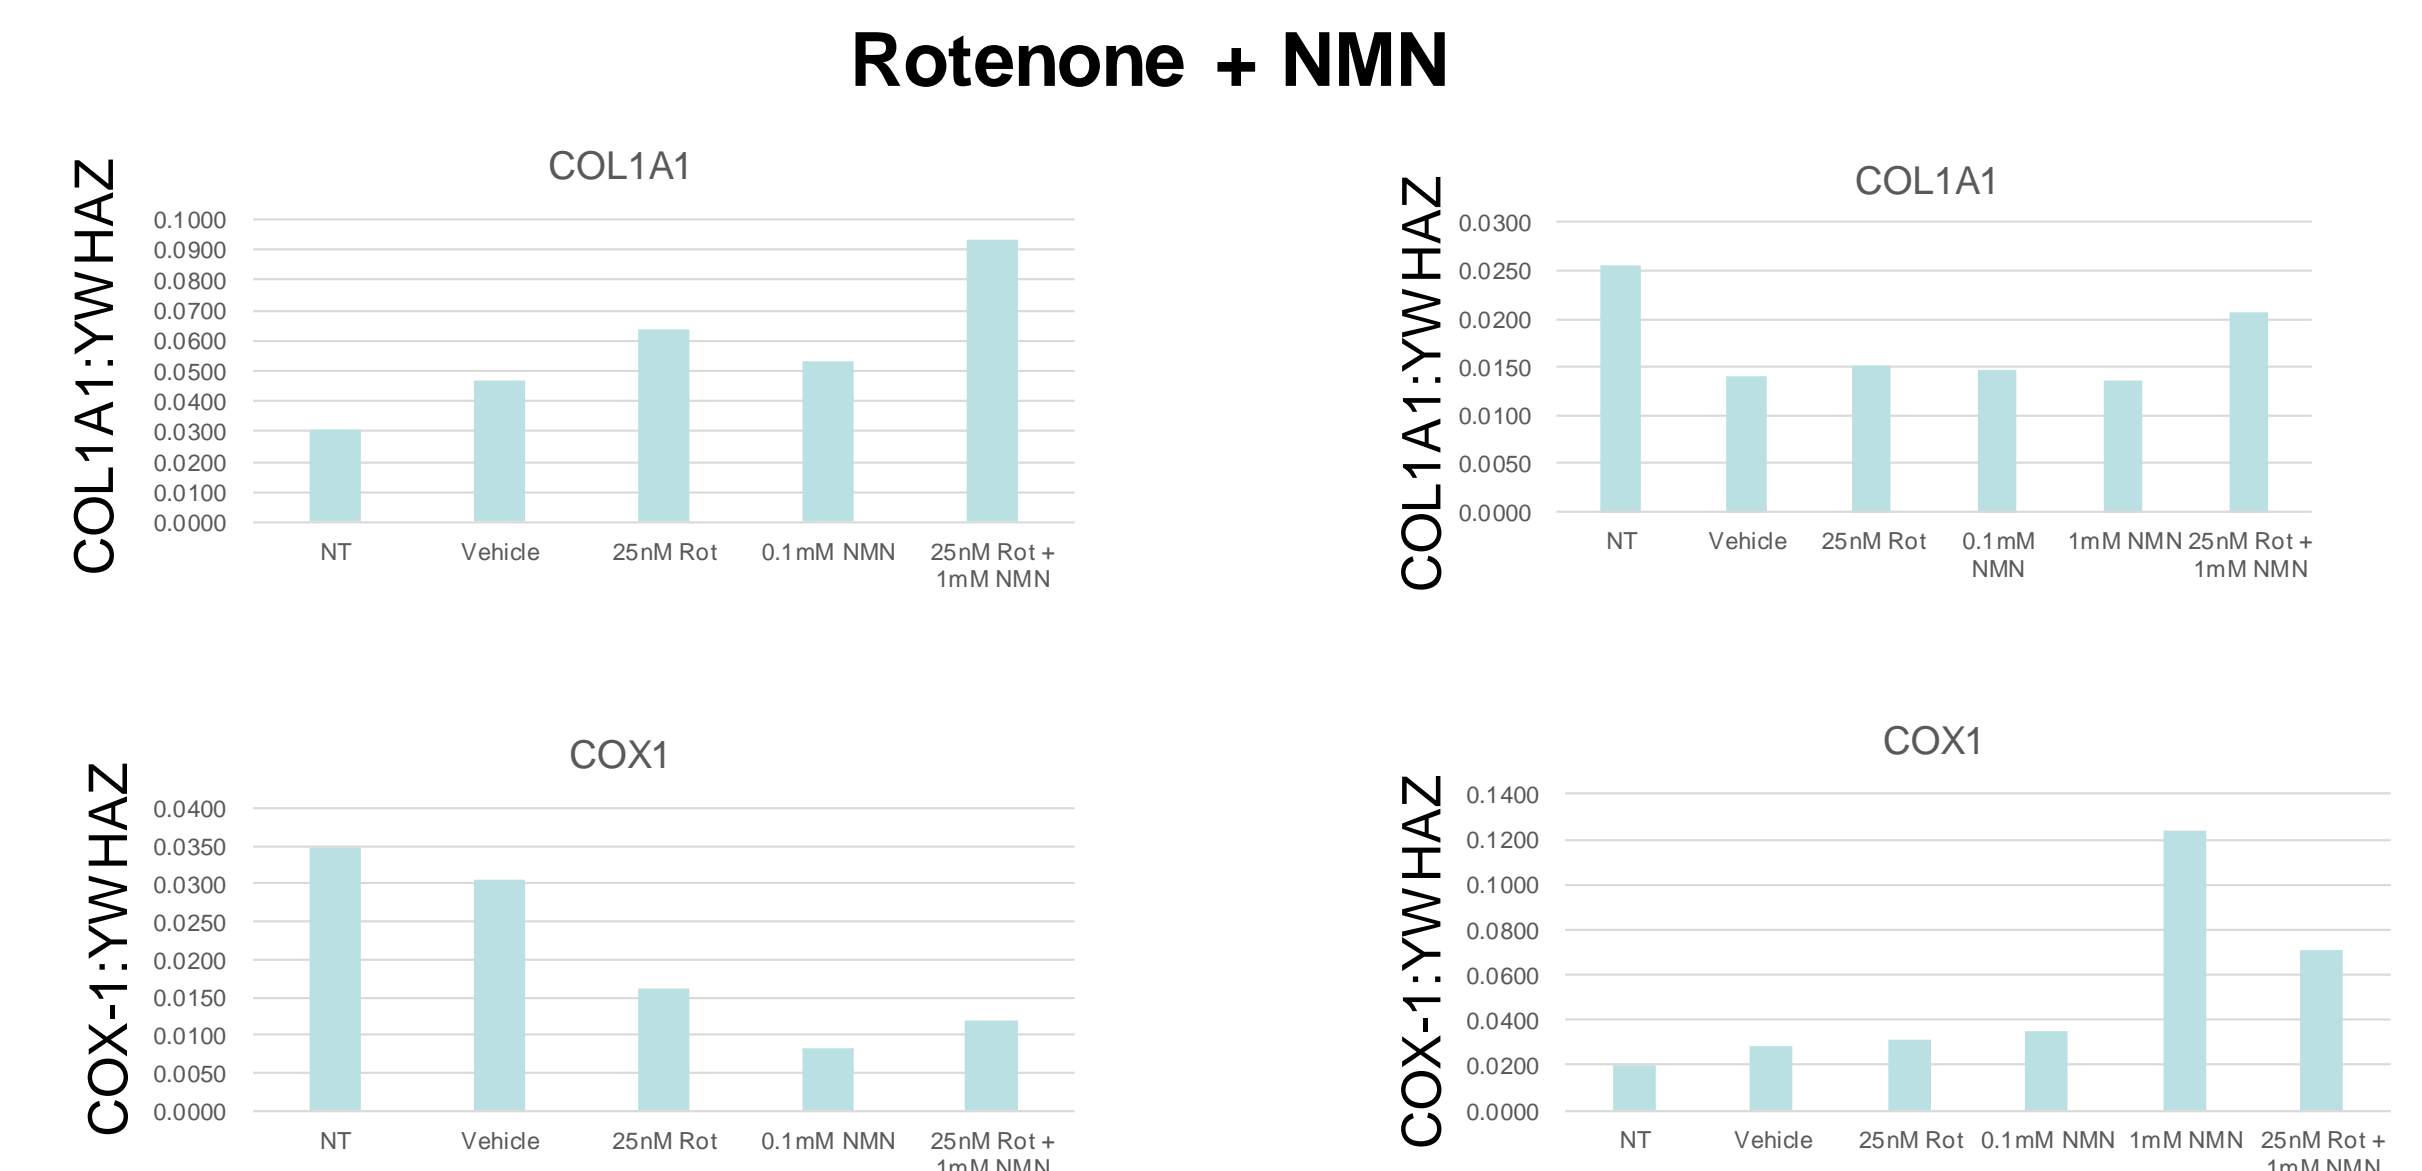 Rotenone + NMN
COL1A1
COL1A1:YWHAZ
0.1000
0.0900
0.0800
0.0700
0.0600
0.0500
0.0400
0.0300
0.0200
0.0100
0.0000
NT
Vehicle
25nM Rot
0.1mM NMN
25nM Rot +
1mM NMN
COL1A1
COL1A1:YWHAZ
0.0300
0.0250
0.0200
0.0150
0.0100
0.0050
0.0000
NT
Vehicle
25nM Rot
0.1mM
NMN
1mM NMN
25nM Rot +
1mM NMN
COX1
COX-1:YWHAZ
0.0400
0.0350
0.0300
0.0250
0.0200
0.0150
0.0100
0.0050
0.0000
NT
Vehicle
25nM Rot
0.1mM NMN
25nM Rot +
1mM NMN
COX1
COX-1:YWHAZ
0.1400
0.1200
0.1000
0.0800
0.0600
0.0400
0.0200
0.0000
NT
Vehicle
25nM Rot
0.1mM NMN
1mM NMN
25nM Rot +
1mM NMN